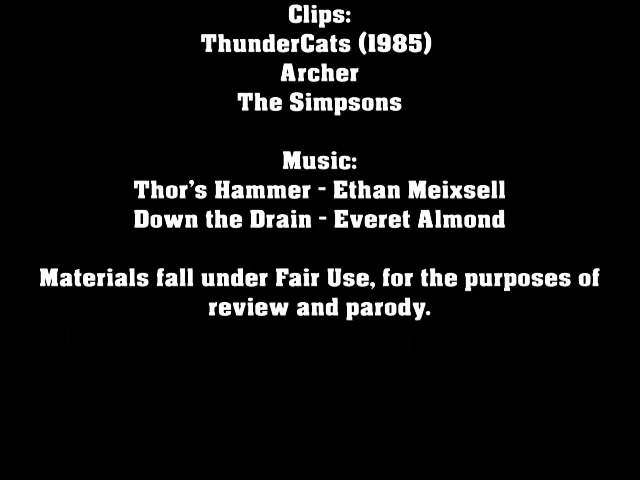 Clips:
ThunderCats (1985)
Archer
The Simpsons
Music:
Thor's Hammer - Ethan Meixsell
Down the Drain - Everet Almond
Materials fall under Fair Use, for the purposes of
review and parody.